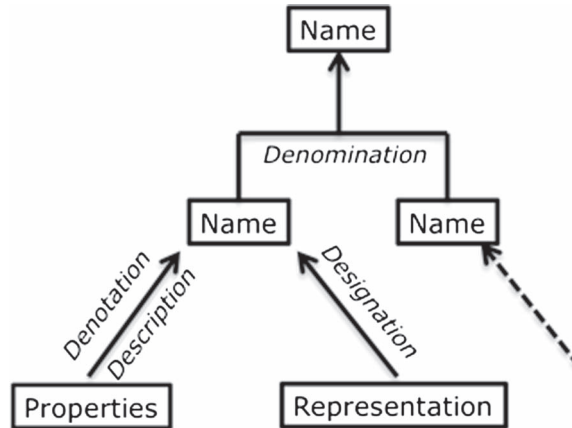 Name
Denomination
Name
Name
Denotation
Description
Designation
Properties
Representation